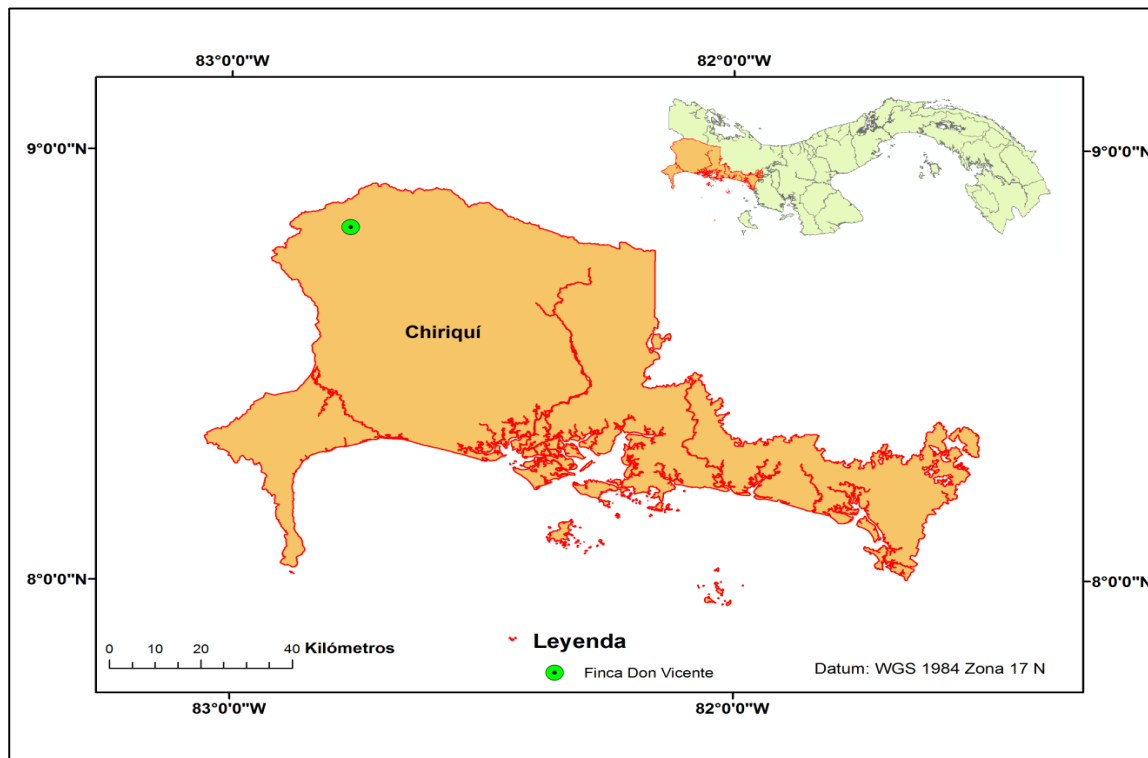 83°0'0"W
82°0'0"W
9°0'0"N
9°0'0"N
Chiriquí
8°0'0"N
8°0'0"N
0 10 20 40 Kilómetros
Leyenda
Finca Don Vicente
Datum: WGS 1984 Zona 17 N
83°0'0"W
82°0'0"W